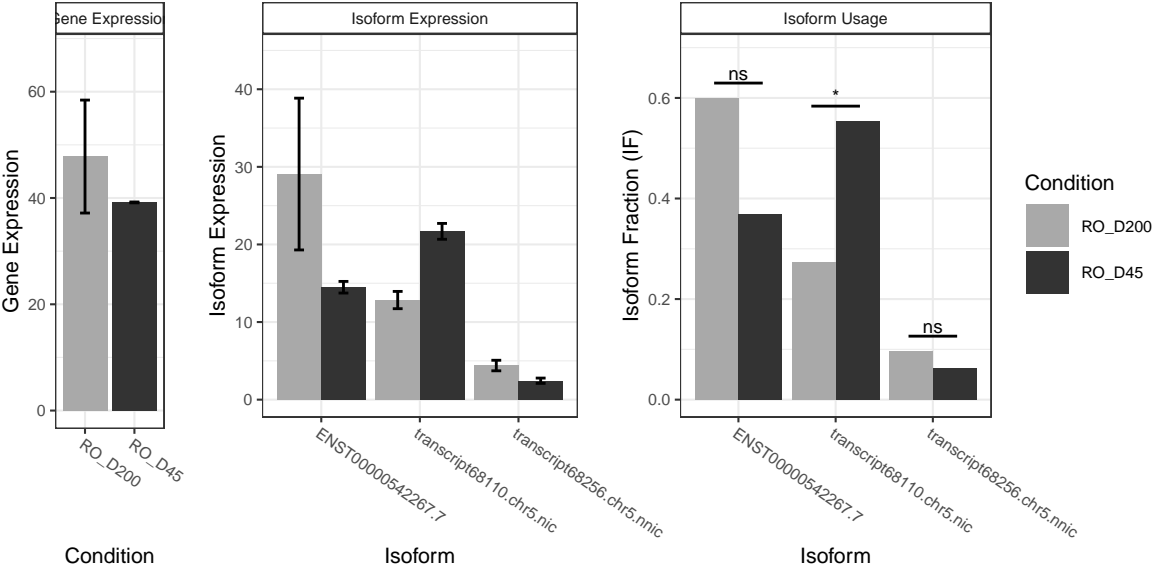 Gene Expression
Gene Expression
60
40
20
0
RO_D200
RO_D45
Condition
Isoform Expression
Isoform Expression
40
30
20
10
0
ENST00000542267.7
transcript68110.chr5.nic
transcript68256.chr5.nnic
Isoform
Isoform Usage
Isoform Fraction (IF)
0.6
0.4
0.2
0.0
ns
*
ns
ENST00000542267.7
transcript68110.chr5.nic
transcript68256.chr5.nnic
Isoform
Condition
RO_D200
RO_D45